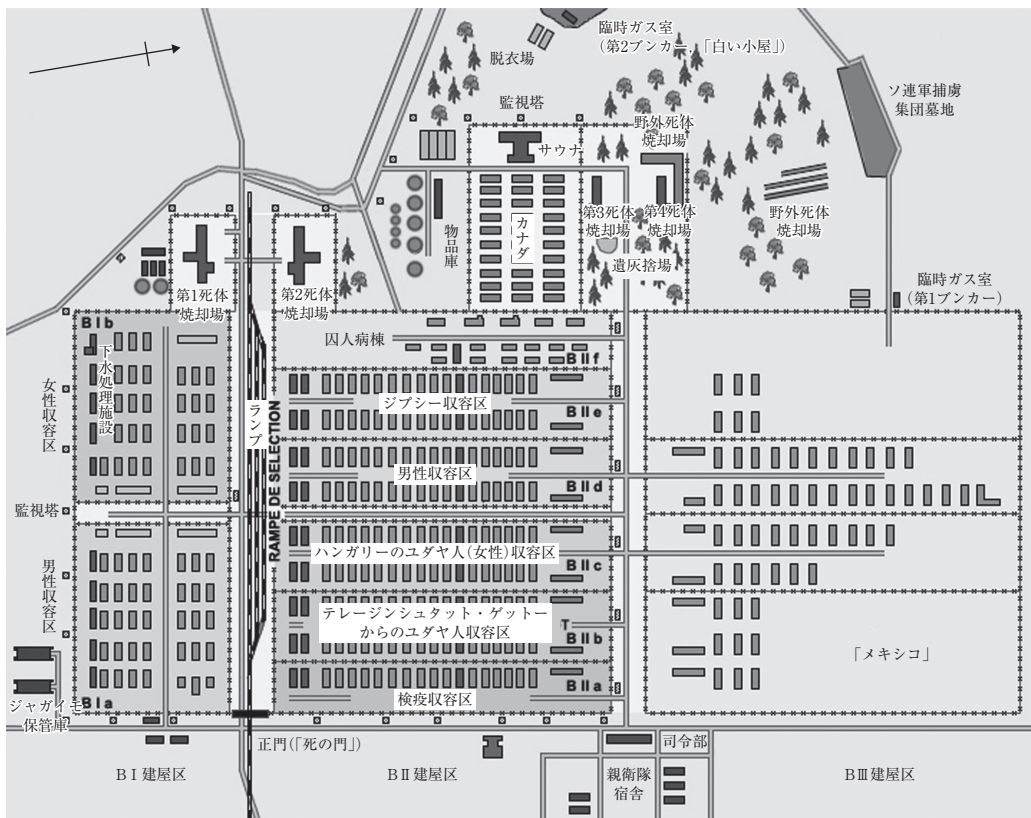 臨時ガス室
（第2ブンカー、「白い小屋」）
脱衣場
監視塔
ソ連軍捕虜
集団墓地
野外死体
焼却場
サウナ
カナダ
物品庫
第3死体
焼却場
第4死体
焼却場
遺灰捨場
野外死体
焼却場
臨時ガス室
（第1ブンカー）
第1死体
焼却場
第2死体
焼却場
BⅠb
下水処理施設
女性収容区
囚人病棟
BⅡf
ジプシー収容区
BⅡe
ランプ
RAMPE DE SELECTION
男性収容区
BⅡd
監視塔
ハンガリーのユダヤ人(女性)収容区
BⅡc
男性収容区
テレージンシュタット・ゲットー
からのユダヤ人収容区
T
BⅡb
「メキシコ」
検疫収容区
BⅡa
BⅠa
ジャガイモ
保管庫
正門(「死の門」)
司令部
親衛隊
宿舎
BⅠ建屋区
BⅡ建屋区
BⅢ建屋区